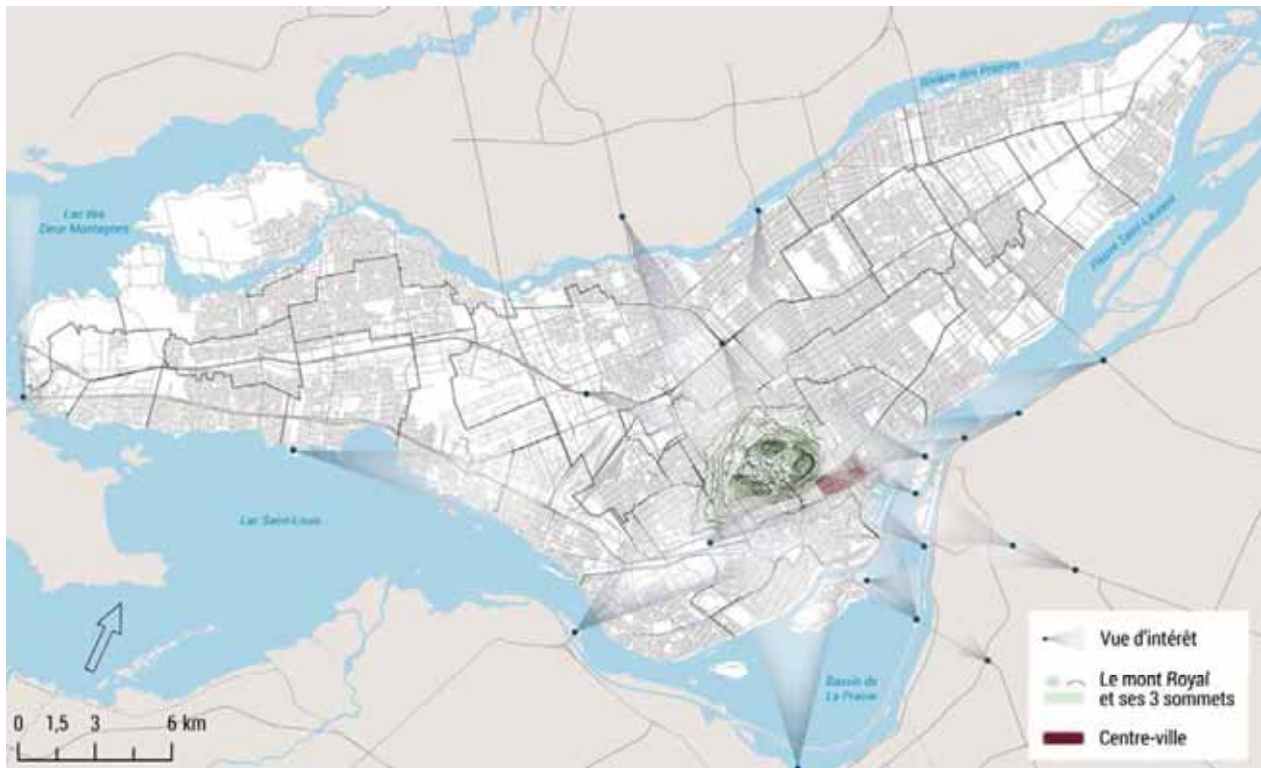 Rivière des Prairies
Lac des
Deux Montagnes
Fleuve Saint-Laurent
Lac Saint-Louis
Bassin de
La Prairie
Vue d'intérêt
Le mont Royal
et ses 3 sommets
Centre-ville
0 1,5 3 6 km